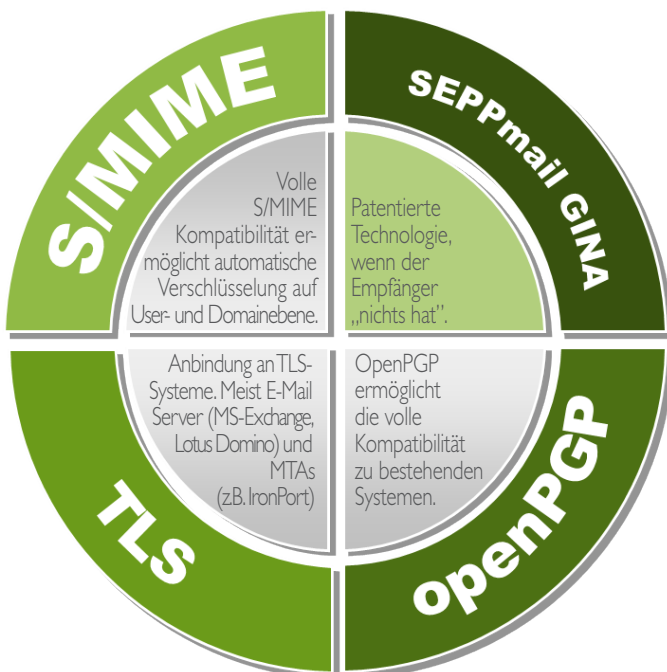 S/MIME
Volle
S/MIME
Kompatibilität er-
möglicht automatische
Verschlüsselung auf
User- und Domainebene.
SEPPmail GINA
Patentierte
Technologie,
wenn der
Empfänger
„nichts hat”.
TLS
Anbindung an TLS-
Systeme. Meist E-Mail
Server (MS-Exchange,
Lotus Domino) und
MTAs
(z.B. IronPort)
openPGP
OpenPGP
ermöglicht
die volle
Kompatibilität
zu bestehenden
Systemen.